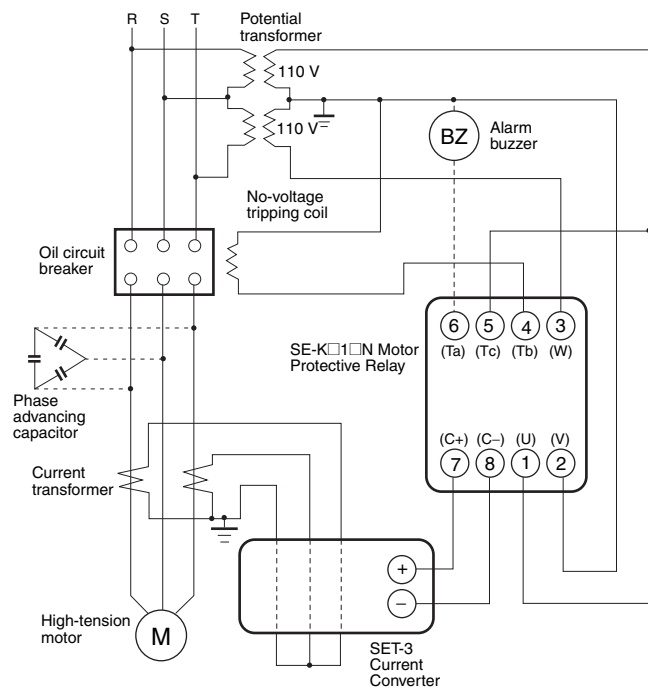 R S T
Potential
transformer
110 V
110 V
BZ
Alarm
buzzer
No-voltage
tripping coil
Oil circuit
breaker
6 5 4 3
(Ta) (Tc) (Tb) (W)
SE-K□1□N Motor
Protective Relay
Phase
advancing
capacitor
(C+) (C−) (U) (V)
7 8 1 2
Current
transformer
+
−
High-tension
motor
M
SET-3
Current
Converter